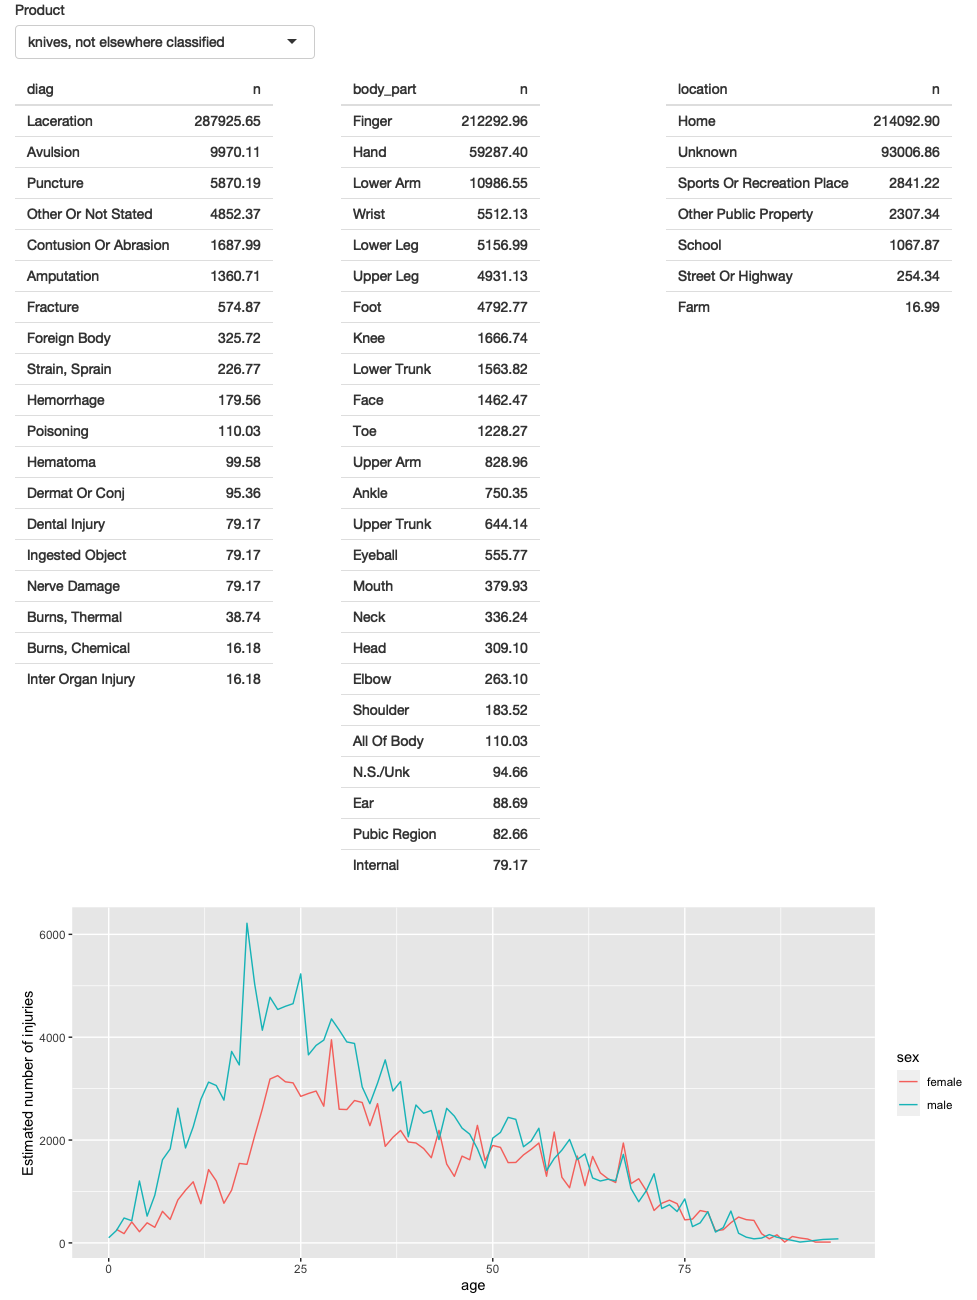 Product
knives, not elsewhere classified
diag n
Laceration 287925.65
Avulsion 9970.11
Puncture 5870.19
Other Or Not Stated 4852.37
Contusion Or Abrasion 1687.99
Amputation 1360.71
Fracture 574.87
Foreign Body 325.72
Strain, Sprain 226.77
Hemorrhage 179.56
Poisoning 110.03
Hematoma 99.58
Dermat Or Conj 95.36
Dental Injury 79.17
Ingested Object 79.17
Nerve Damage 79.17
Burns, Thermal 38.74
Burns, Chemical 16.18
Inter Organ Injury 16.18
body_part n
Finger 212292.96
Hand 59287.40
Lower Arm 10986.55
Wrist 5512.13
Lower Leg 5156.99
Upper Leg 4931.13
Foot 4792.77
Knee 1666.74
Lower Trunk 1563.82
Face 1462.47
Toe 1228.27
Upper Arm 828.96
Ankle 750.35
Upper Trunk 644.14
Eyeball 555.77
Mouth 379.93
Neck 336.24
Head 309.10
Elbow 263.10
Shoulder 183.52
All Of Body 110.03
N.S./Unk 94.66
Ear 88.69
Pubic Region 82.66
Internal 79.17
location n
Home 214092.90
Unknown 93006.86
Sports Or Recreation Place 2841.22
Other Public Property 2307.34
School 1067.87
Street Or Highway 254.34
Farm 16.99
Estimated number of injuries
6000
4000
2000
0
0 25 50 75
age
sex
female
male